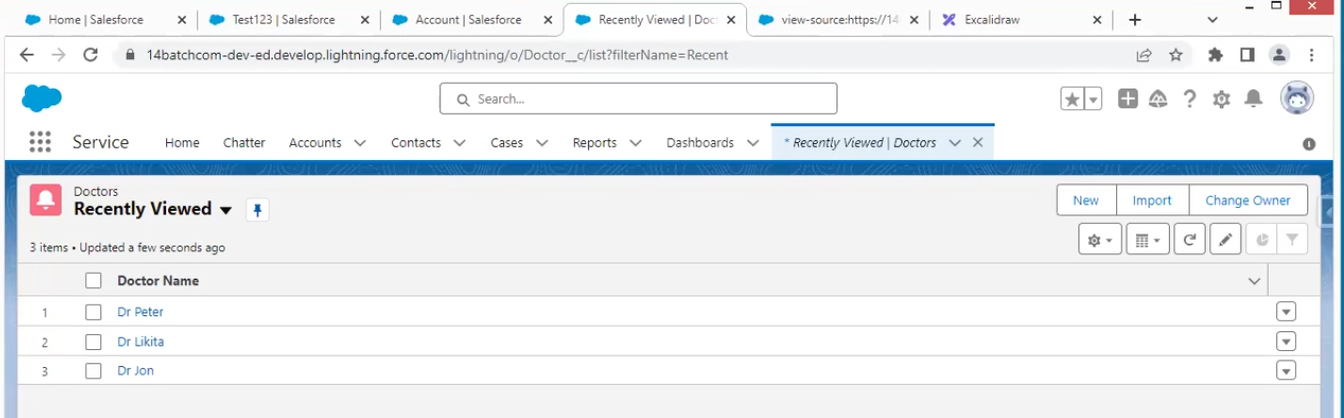 Home | Salesforce
Test123 | Salesforce
Account | Salesforce
Recently Viewed | Doct
view-source:https://14
Excalidraw
14batchcom-dev-ed.develop.lightning.force.com/lightning/o/Doctor__c/list?filterName=Recent
Search...
Service
Home
Chatter
Accounts
Contacts
Cases
Reports
Dashboards
* Recently Viewed | Doctors
Doctors
Recently Viewed
New
Import
Change Owner
3 items • Updated a few seconds ago
Doctor Name
1 Dr Peter
2 Dr Likita
3 Dr Jon